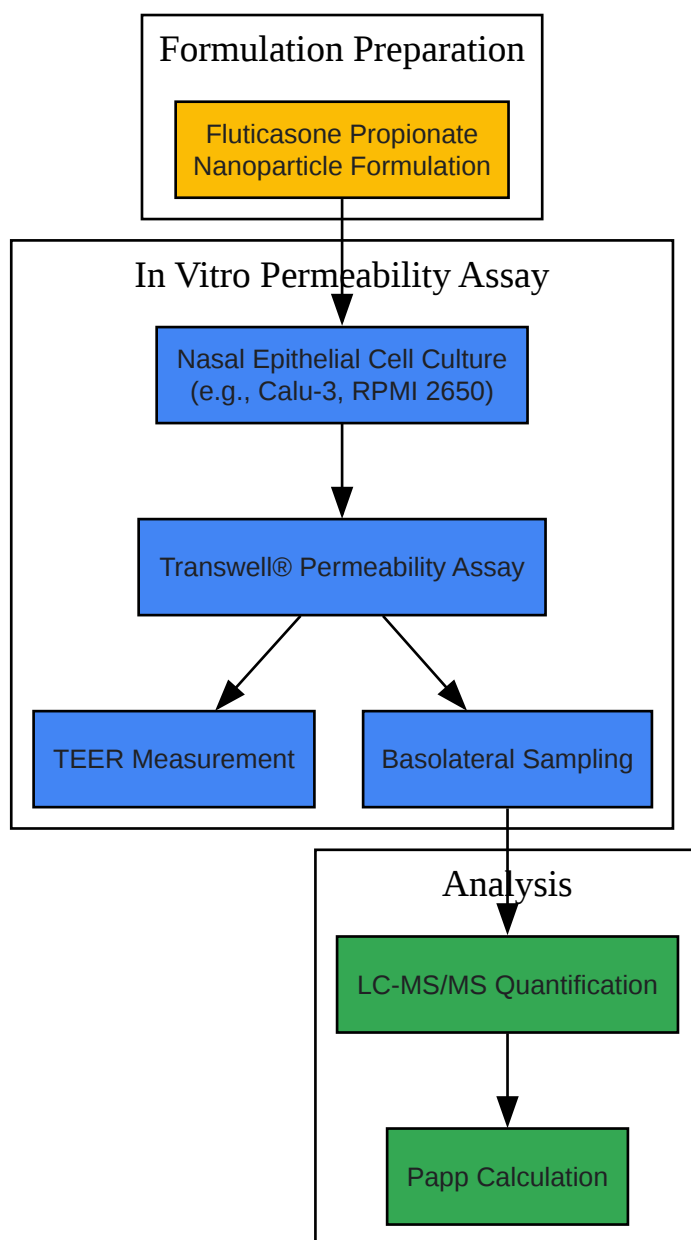 Formulation Preparation
Fluticasone Propionate
Nanoparticle Formulation
In Vitro Permeability Assay
Nasal Epithelial Cell Culture
(e.g., Calu-3, RPMI 2650)
Transwell® Permeability Assay
TEER Measurement
Basolateral Sampling
Analysis
LC-MS/MS Quantification
Papp Calculation